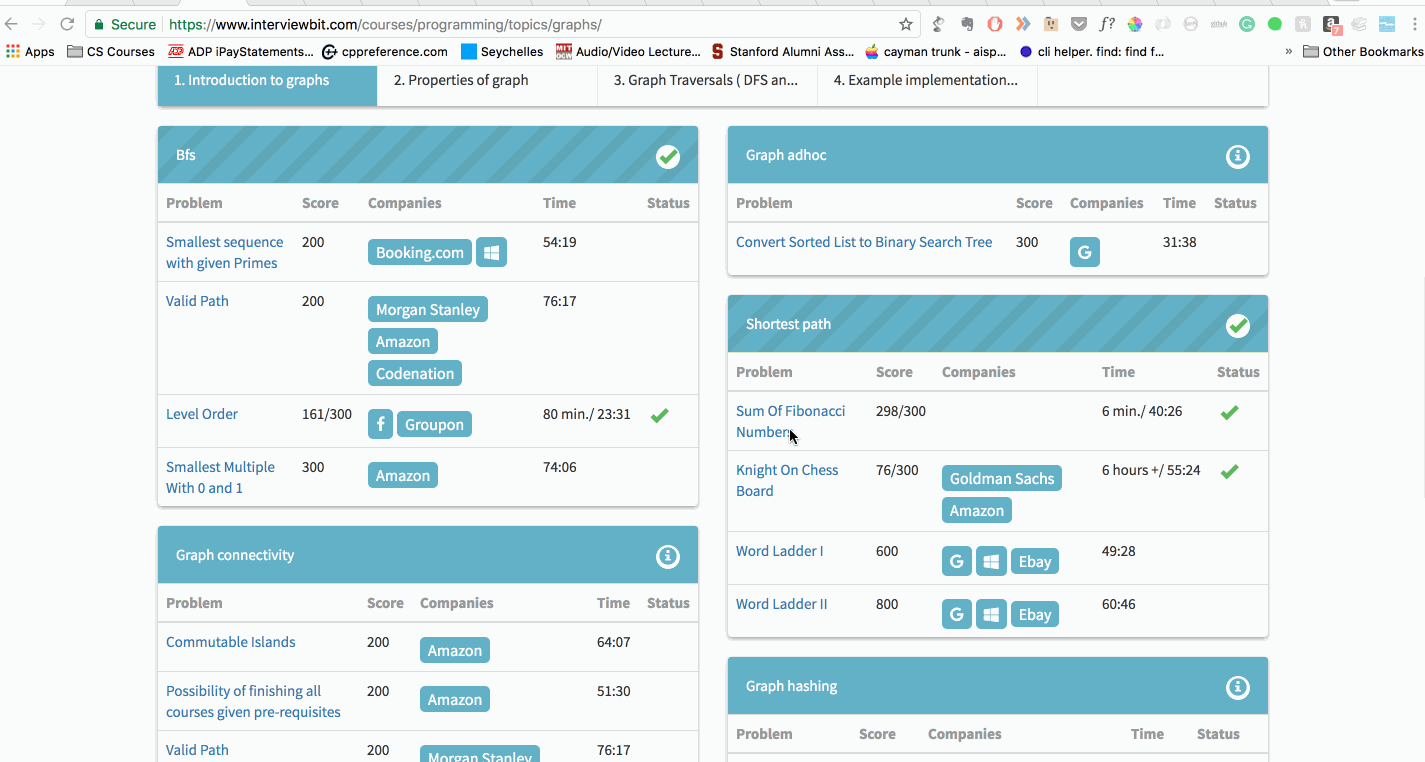 Secure
https://www.interviewbit.com/courses/programming/topics/graphs/
f?
github
a
7
Apps
CS Courses
ADP iPayStatements...
cppreference.com
Seychelles
MIT
OCW
Audio/Video Lecture...
S
Stanford Alumni Ass...
cayman trunk - aisp...
cli helper. find: find f...
»
Other Bookmarks
1. Introduction to graphs
2. Properties of graph
3. Graph Traversals ( DFS an...
4. Example implementation...
Bfs
Problem Score Companies Time Status
Smallest sequence
with given Primes
200
Booking.com
54:19
Valid Path
200
Morgan Stanley
Amazon
Codenation
76:17
Level Order
161/300
f
Groupon
80 min./ 23:31
Smallest Multiple
With 0 and 1
300
Amazon
74:06
Graph connectivity
Problem Score Companies Time Status
Commutable Islands
200
Amazon
64:07
Possibility of finishing all
courses given pre-requisites
200
Amazon
51:30
Valid Path
200
Morgan Stanley
76:17
Graph adhoc
Problem Score Companies Time Status
Convert Sorted List to Binary Search Tree
300
G
31:38
Shortest path
Problem Score Companies Time Status
Sum Of Fibonacci
Numbers
298/300
6 min./ 40:26
Knight On Chess
Board
76/300
Goldman Sachs
Amazon
6 hours +/ 55:24
Word Ladder I
600
G
Ebay
49:28
Word Ladder II
800
G
Ebay
60:46
Graph hashing
Problem Score Companies Time Status